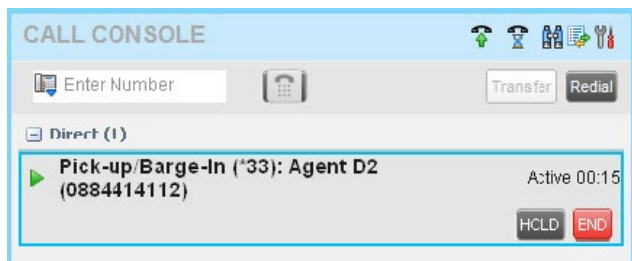 CALL CONSOLE
Enter Number
Transfer
Redial
Direct (1)
Pick-up/Barge-In (*33): Agent D2
(0884414112)
Active 00:15
HOLD
END